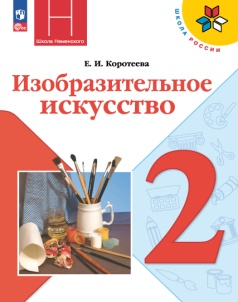 Школа Неменского
ШКОЛА РОССИИ
Е. И. Коротеева
Изобразительное
искусство
2